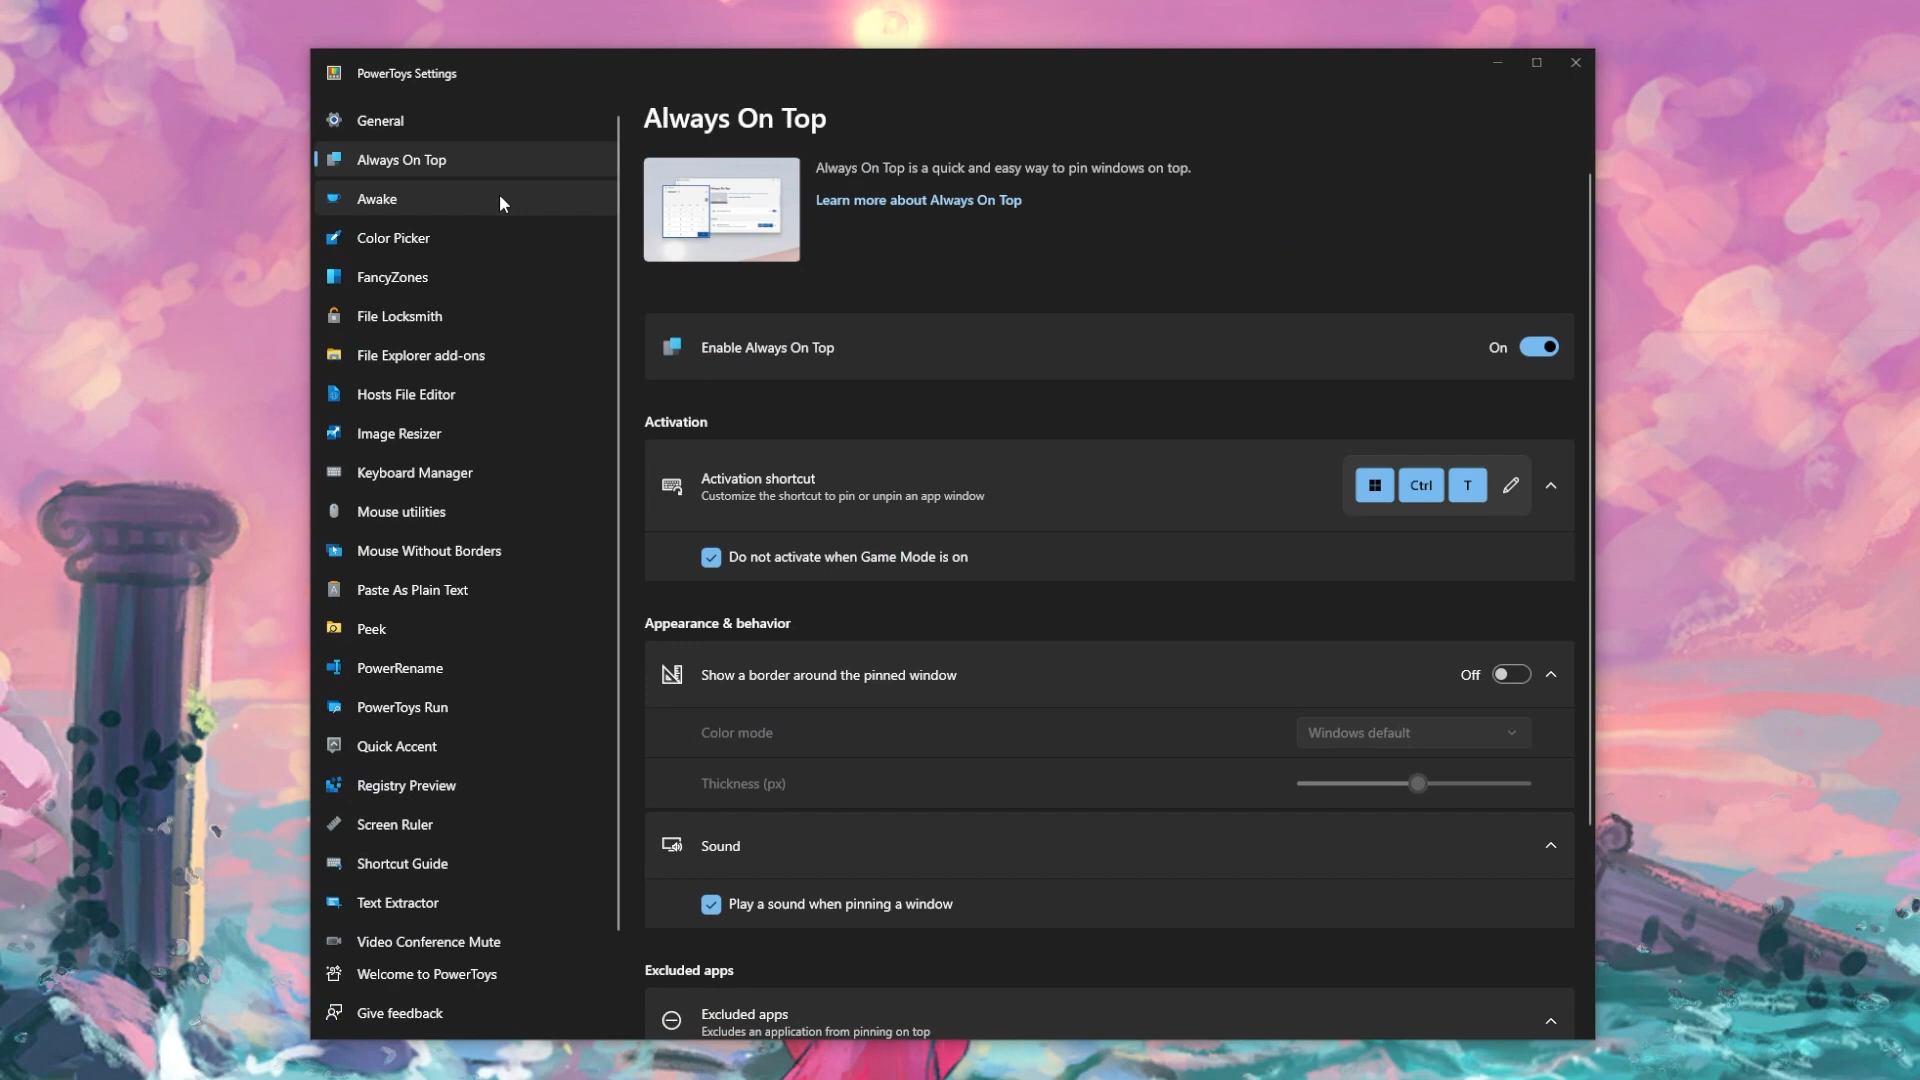 PowerToys Settings
General
Always On Top
Awake
Color Picker
FancyZones
File Locksmith
File Explorer add-ons
Hosts File Editor
Image Resizer
Keyboard Manager
Mouse utilities
Mouse Without Borders
Paste As Plain Text
Peek
PowerRename
PowerToys Run
Quick Accent
Registry Preview
Screen Ruler
Shortcut Guide
Text Extractor
Video Conference Mute
Welcome to PowerToys
Give feedback
Always On Top
Always On Top is a quick and easy way to pin windows on top.
Learn more about Always On Top
Enable Always On Top
On
Activation
Activation shortcut
Customize the shortcut to pin or unpin an app window
Ctrl
T
Do not activate when Game Mode is on
Appearance & behavior
Show a border around the pinned window
Off
Color mode
Windows default
Thickness (px)
Sound
Play a sound when pinning a window
Excluded apps
Excluded apps
Excludes an application from pinning on top